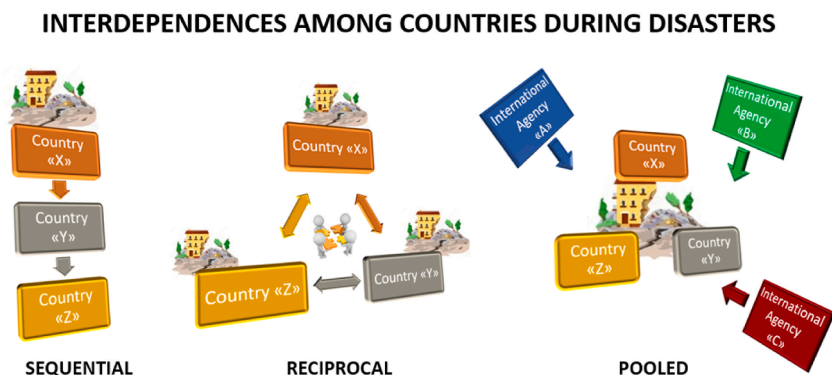 INTERDEPENDENCES AMONG COUNTRIES DURING DISASTERS
Country
«X»
Country
«Y»
Country
«Z»
SEQUENTIAL
Country «X»
Country «Z»
Country «Y»
RECIPROCAL
International
Agency
«A»
International
Agency
«B»
Country
«X»
Country
«Z»
Country
«Y»
International
Agency
«C»
POOLED